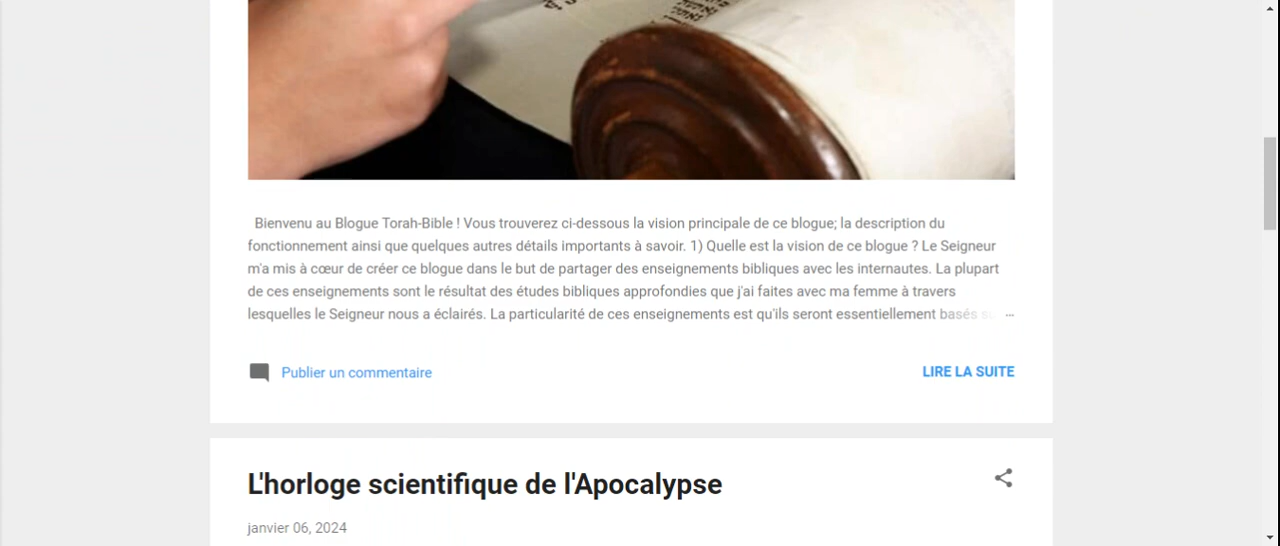 Bienvenu au Blogue Torah-Bible ! Vous trouverez ci-dessous la vision principale de ce blogue; la description du
fonctionnement ainsi que quelques autres détails importants à savoir. 1) Quelle est la vision de ce blogue ? Le Seigneur
m'a mis à cœur de créer ce blogue dans le but de partager des enseignements bibliques avec les internautes. La plupart
de ces enseignements sont le résultat des études bibliques approfondies que j'ai faites avec ma femme à travers
lesquelles le Seigneur nous a éclairés. La particularité de ces enseignements est qu'ils seront essentiellement basés ...
Publier un commentaire
LIRE LA SUITE
L'horloge scientifique de l'Apocalypse
janvier 06, 2024